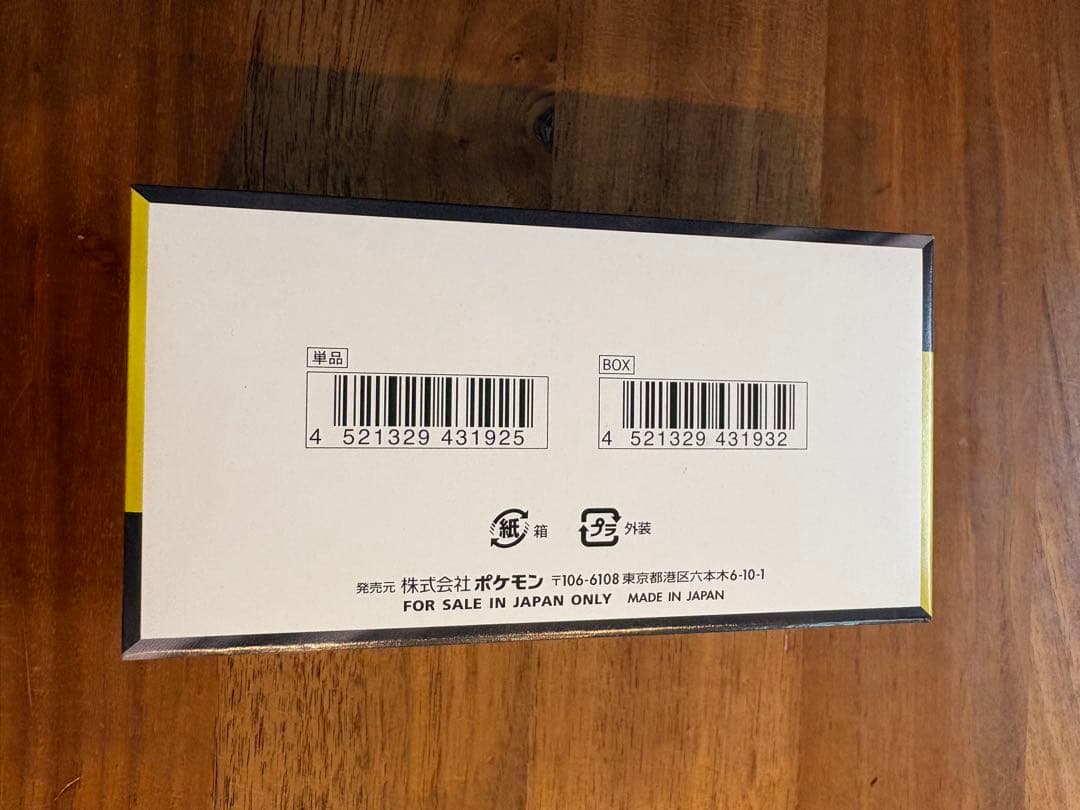 単品
4 521329 431925
BOX
4 521329 431932
紙 箱
プラ 外装
発売元 株式会社 ポケモン 〒106-6108 東京都港区六本木6-10-1
FOR SALE IN JAPAN ONLY MADE IN JAPAN